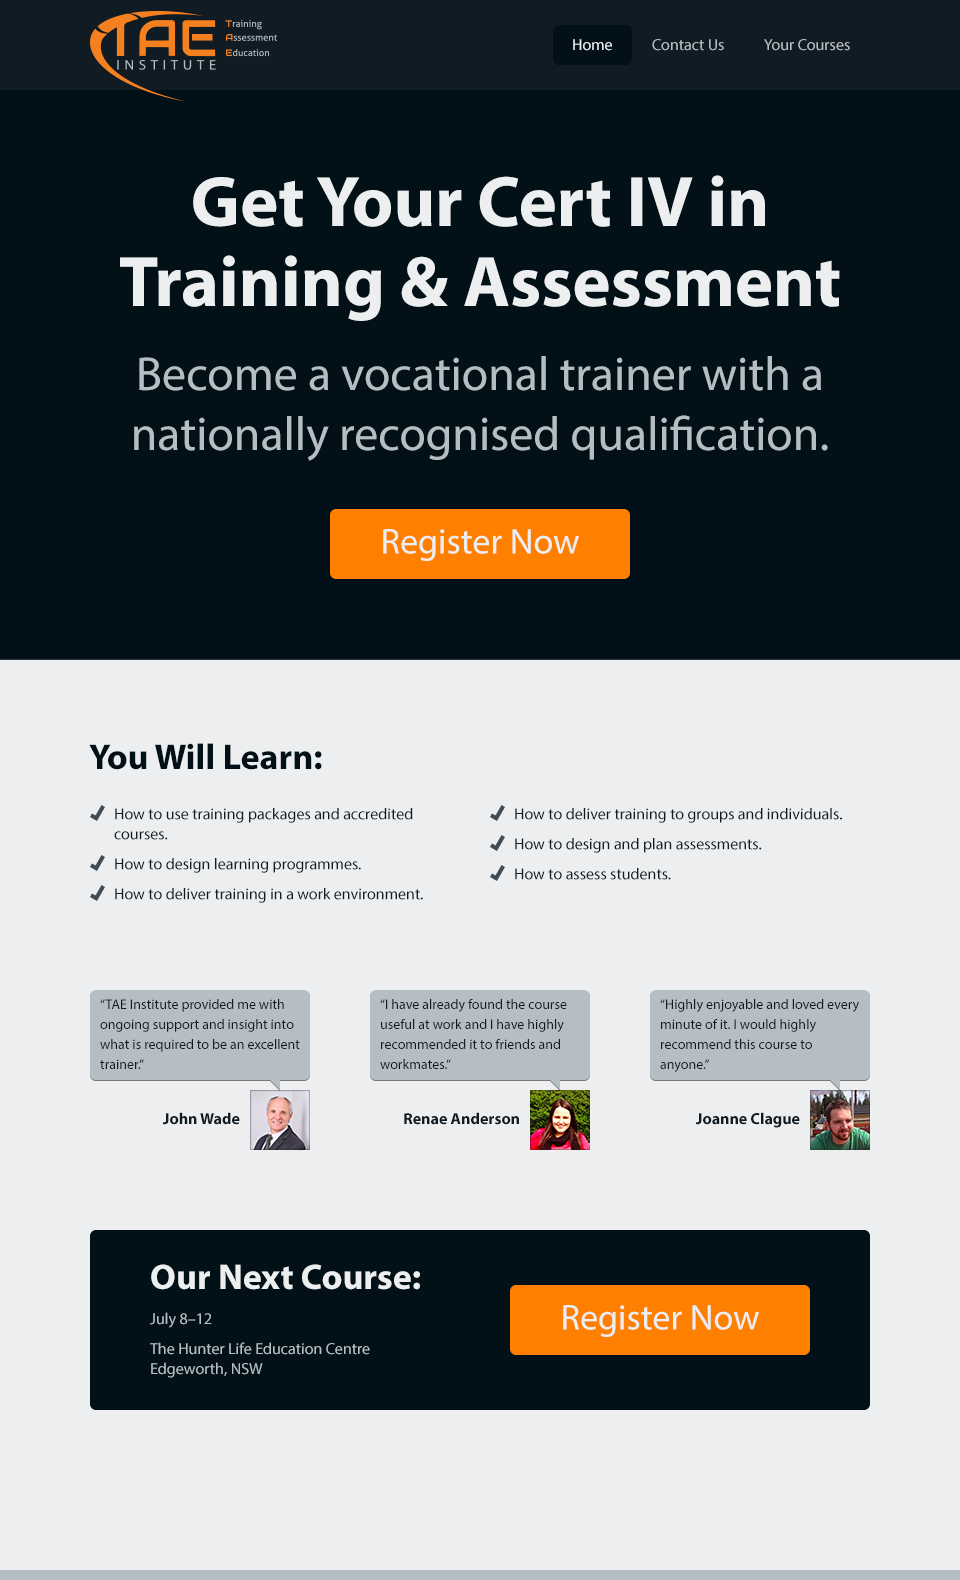 TAE
INSTITUTE
Training
Assessment
Education
Home
Contact Us
Your Courses
Get Your Cert IV in
Training & Assessment
Become a vocational trainer with a
nationally recognised qualification.
Register Now
You Will Learn:
How to use training packages and accredited
courses.
How to design learning programmes.
How to deliver training in a work environment.
How to deliver training to groups and individuals.
How to design and plan assessments.
How to assess students.
“TAE Institute provided me with
ongoing support and insight into
what is required to be an excellent
trainer.”
John Wade
“I have already found the course
useful at work and I have highly
recommended it to friends and
workmates.”
Renae Anderson
“Highly enjoyable and loved every
minute of it. I would highly
recommend this course to
anyone.”
Joanne Clague
Our Next Course:
July 8–12
The Hunter Life Education Centre
Edgeworth, NSW
Register Now